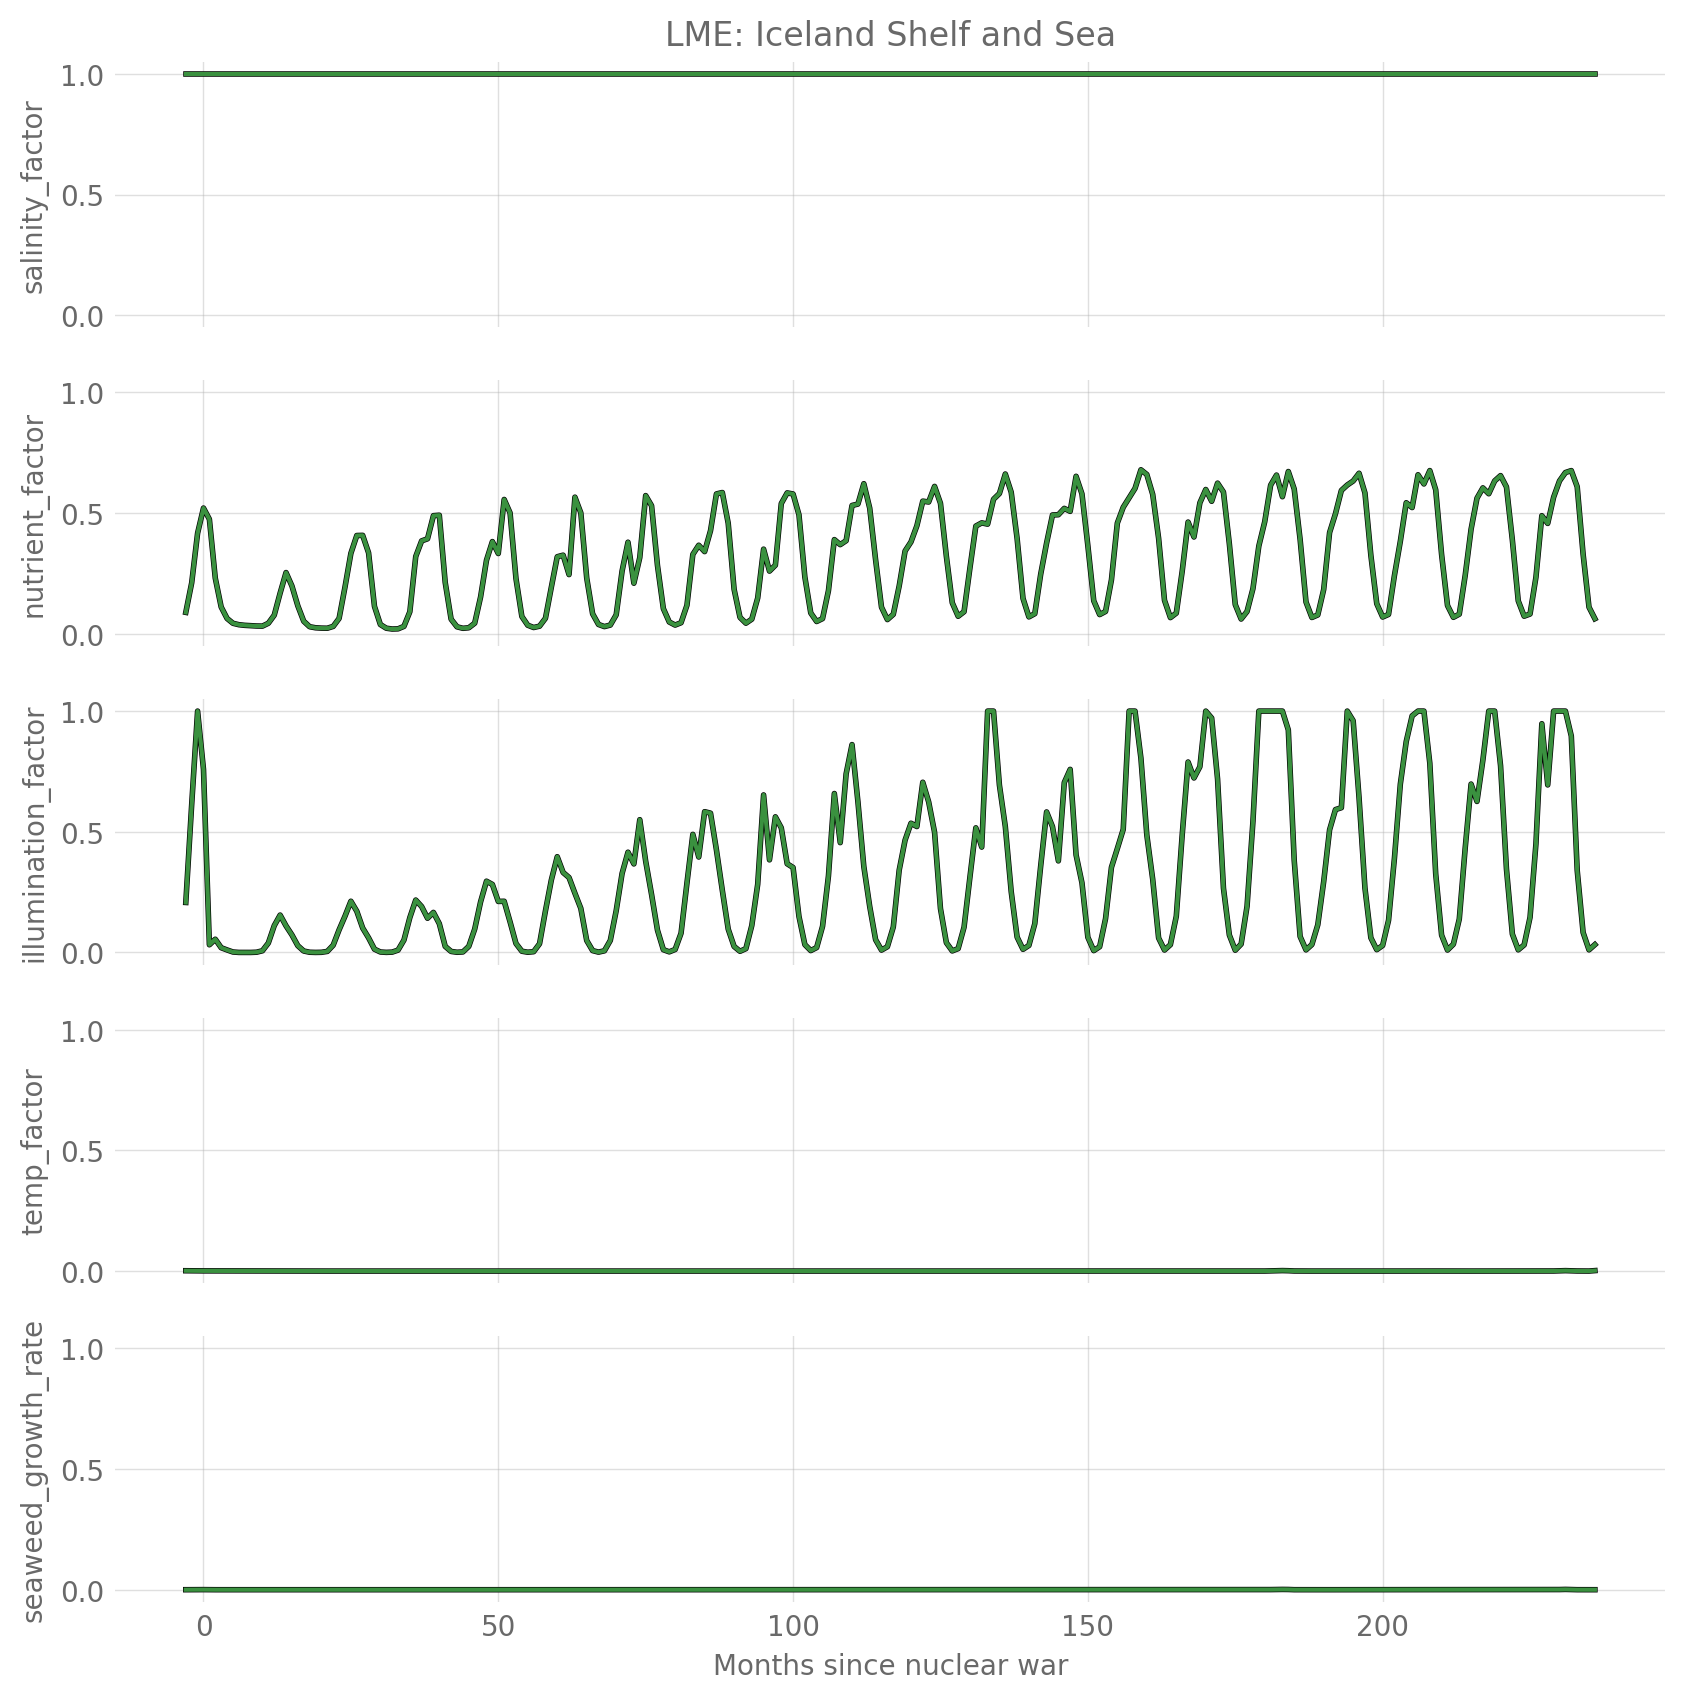 LME: Iceland Shelf and Sea
salinity_factor
1.0
0.5
0.0
nutrient_factor
1.0
0.5
0.0
illumination_factor
1.0
0.5
0.0
temp_factor
1.0
0.5
0.0
seaweed_growth_rate
1.0
0.5
0.0
0 50 100 150 200
Months since nuclear war